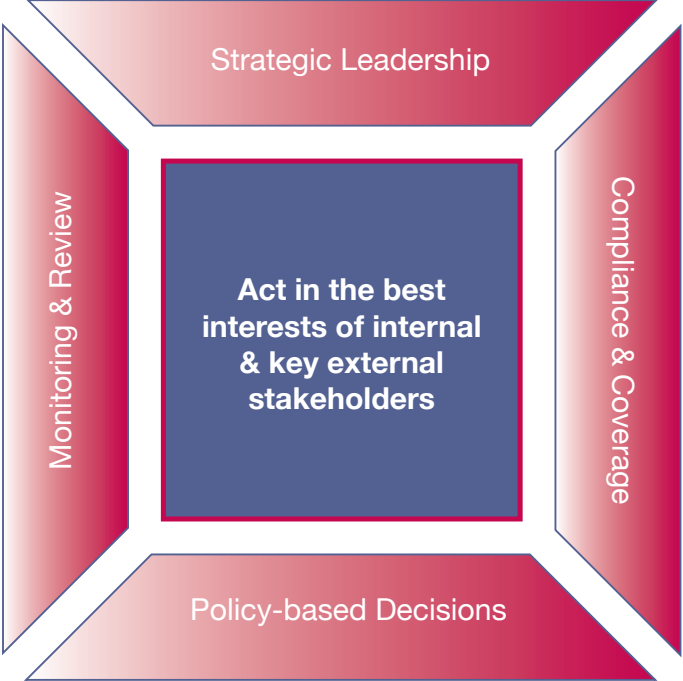 Strategic Leadership
Monitoring & Review
Act in the best
interests of internal
& key external
stakeholders
Compliance & Coverage
Policy-based Decisions